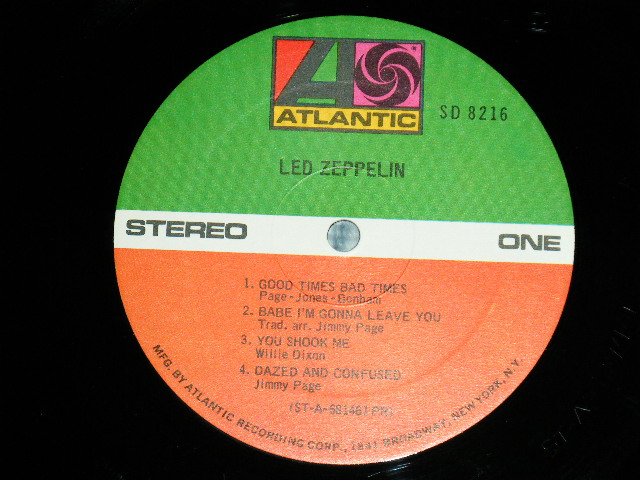 ATLANTIC
SD 8216
LED ZEPPELIN
STEREO
ONE
1. GOOD TIMES BAD TIMES
Page-Jones-Bonham
2. BABE I'M GONNA LEAVE YOU
Trad. arr. Jimmy Page
3. YOU SHOOK ME
Willie Dixon
4. DAZED AND CONFUSED
Jimmy Page
(ST-A-681461 PR)
MFG. BY ATLANTIC RECORDING CORP., 1841 BROADWAY, NEW YORK, N.Y.